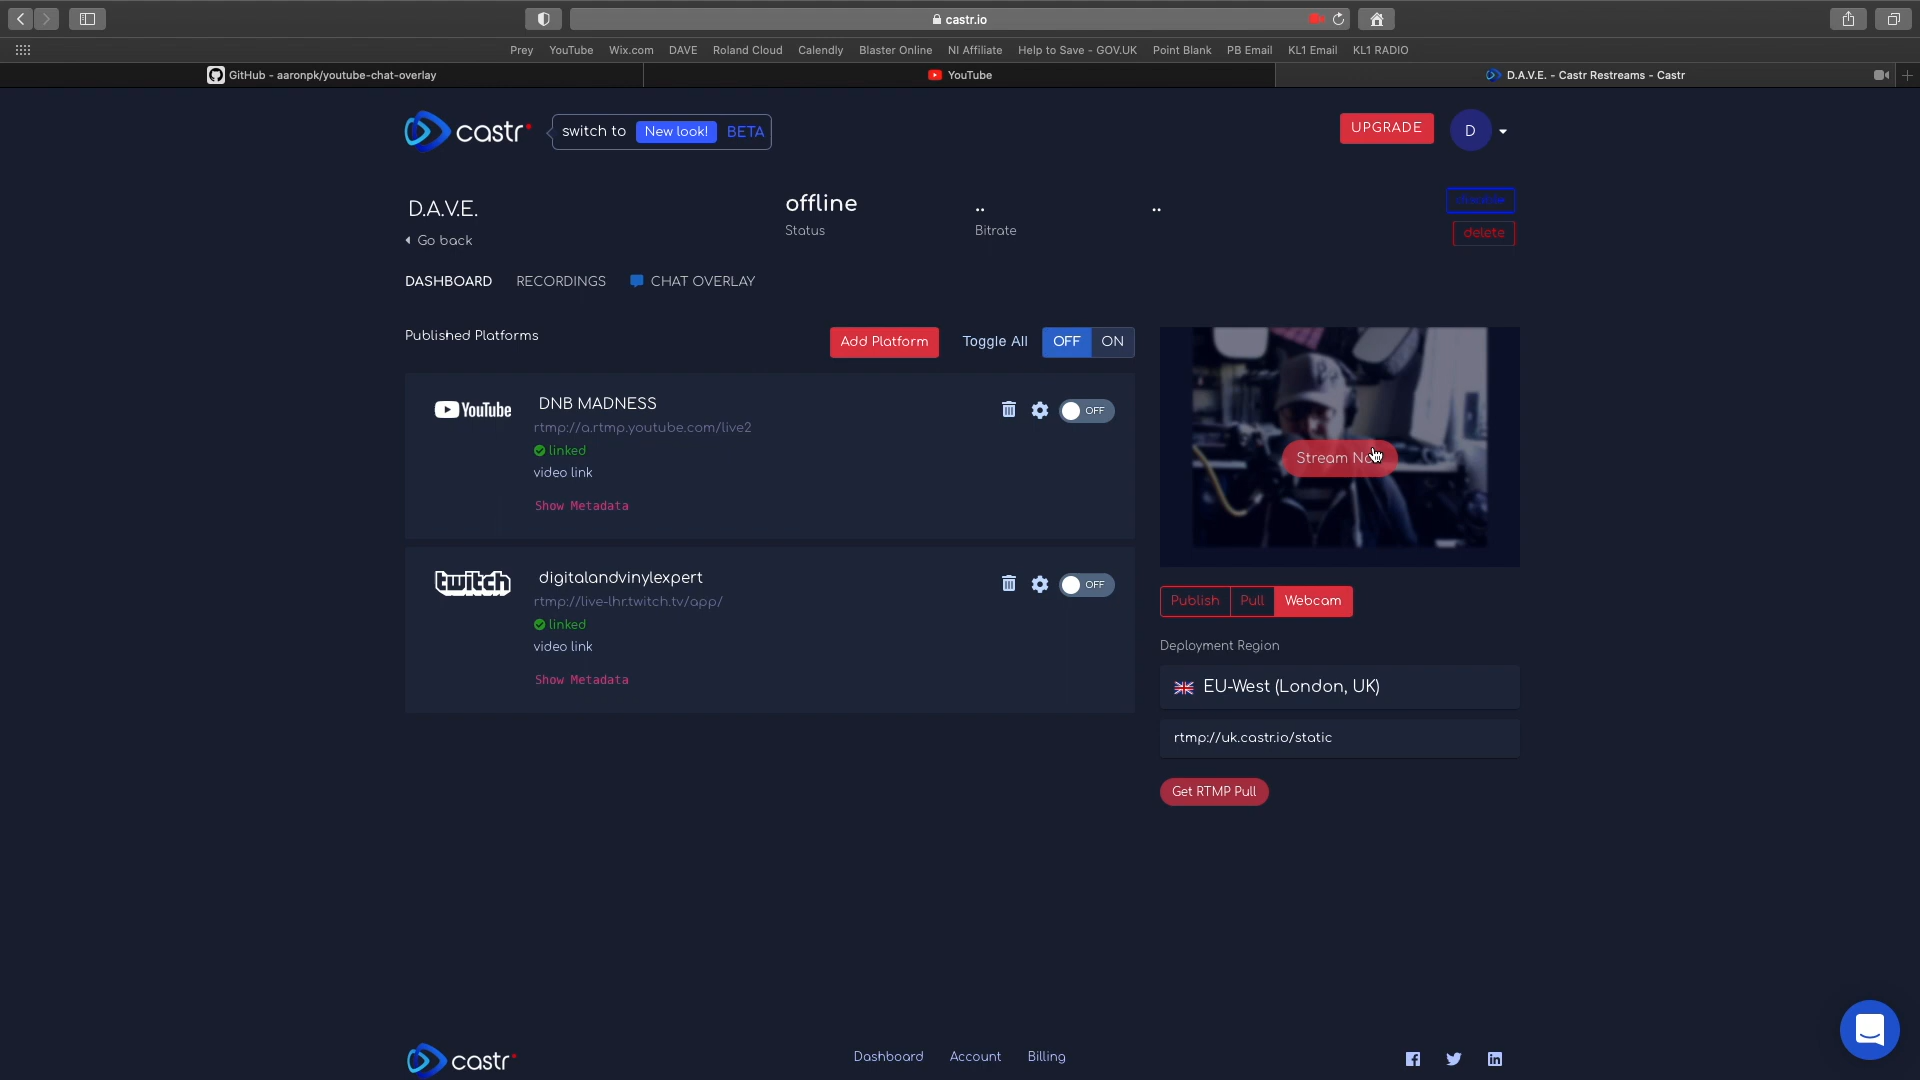 castr.io
Prey YouTube Wix.com DAVE Roland Cloud Calendly Blaster Online NI Affiliate Help to Save - GOV.UK Point Blank PB Email KL1 Email KL1 RADIO
GitHub - aaronpk/youtube-chat-overlay YouTube D.A.V.E. - Castr Restreams - Castr
castr switch to New look! BETA UPGRADE D
D.A.V.E. offline .. ..
Go back Status Bitrate delete
DASHBOARD RECORDINGS CHAT OVERLAY
Published Platforms Add Platform Toggle All OFF ON
YouTube DNB MADNESS OFF
rtmp://a.rtmp.youtube.com/live2
linked
video link
Show Metadata
Stream
twitch digitalandvinylexpert OFF
rtmp://live-lhr.twitch.tv/app/
linked
video link
Show Metadata
Publish Pull Webcam
Deployment Region
EU-West (London, UK)
rtmp://uk.castr.io/static
Get RTMP Pull
castr Dashboard Account Billing